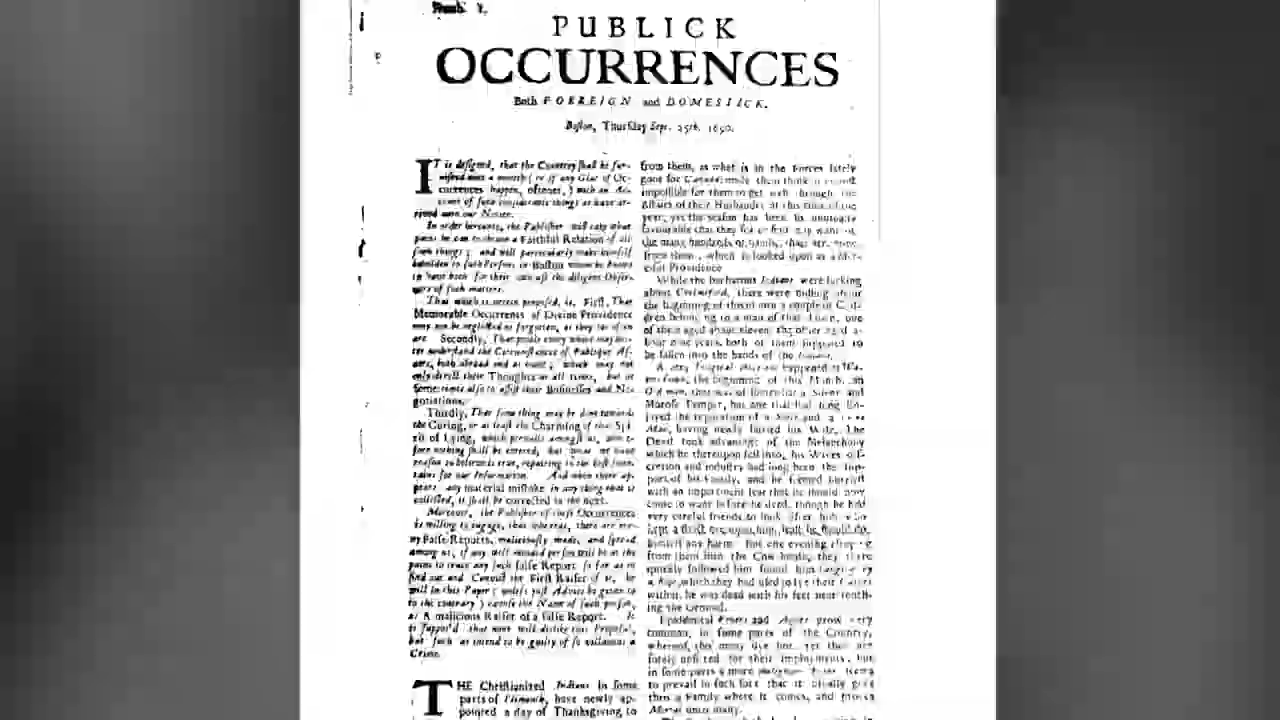 Numb. 1.
PUBLICK
OCCURRENCES
Both FORREIGN and DOMESTICK.
Boston, Thursday Sept. 25th. 1690.
IT is designed, that the Countrey shall be fur-
nished once a moneth (or if any Glut of Oc-
currences happen, oftener,) with an Ac-
count of such considerable things as have ar-
rived unto our Notice.
In order hereunto, the Publisher will take what
pains he can to obtain a Faithful Relation of all
such things; and will particularly make himself
beholden to such Persons in Boston whom he knows
to have been for their own use the diligent Obser-
vers of such matters.
That which is herein proposed, is, First, That
Memorable Occurrents of Divine Providence
may not be neglected or forgotten, as they too often
are. Secondly, That people every where may bet-
ter understand the Circumstances of Publique Af-
fairs, both abroad and at home; which may not
only direct their Thoughts at all times, but at
some times also to assist their Businesses and Ne-
gotiations.
Thirdly, That some thing may be done towards
the Curing, or at least the Charming of that Spi-
rit of Lying, which prevails amongst us, where-
fore nothing shall be entered, but what we have
reason to believe is true, repairing to the best foun-
tains for our Information. And when there ap-
pears any material mistake in any thing that is
collected, it shall be corrected in the next.
Moreover, the Publisher of these Occurrences
is willing to engage, that whereas, there are ma-
ny False Reports, maliciously made, and spread
among us, if any well minded person will be at the
pains to trace any such false Report so far as to
find out and Convict the First Raiser of it, he
will in this Paper (unless just Advice be given to
to the contrary) expose the Name of such person,
as A malicious Raiser of a false Report. It
is suppos'd that none will dislike this Proposal,
but such as intend to be guilty of so villanous a
Crime.
THE Christianized Indians in some
parts of Plimouth, have newly ap-
pointed a day of Thanksgiving to
from them, as what is in the Forces lately
gone for Canada; made them think it almost
impossible for them to get well through the
Affairs of their Husbandry at this time of the
year, yet the season has been so unusually
favourable that they find any want of
the many hundreds of hands, that are gone
from them; which is looked upon as a Mer-
ciful Providence
While the barbarous Indians were lurking
about Chelmsford, there were missing about
the beginning of this month a couple of Chil-
dren belonging to a man of that Town, one
of them aged about eleven the other aged a-
bout nine years, both of them supposed to
be fallen into the hands of the Indians.
A very Tragical Accident happened at Wa-
ter-Town, the beginning of this Month, an
Old man, that was of somewhat a Silent and
Morose Temper, but one that had long En-
joyed the reputation of a Sober and a
Man, having newly buried his Wife, The
Devil took advantage of the Melancholy
which he thereupon fell into, his Wives dis-
cretion and industry had long been the sup-
port of his Family, and he seemed hurried
with an impertinent fear that he should now
come to want before he dyed, though he had
very careful friends to look after him who
kept a strict eye upon him, least he should do
himself any harm. But one evening escaping
from them into the Cow-house, they there
quickly followed him found him hanging by
a Rope, which they had used to tye their Calves
withal, he was dead with his feet near touch-
ing the Ground.
Epidemical Fevers and Agues grow very
common, in some parts of the Country,
whereof, tho' many dye not, yet they are
sorely unfitted for their imployments; but
in some parts a more malignant Fever seems
to prevail in such sort that it usually goes
thro a Family where it comes, and proves
Mortal unto many.